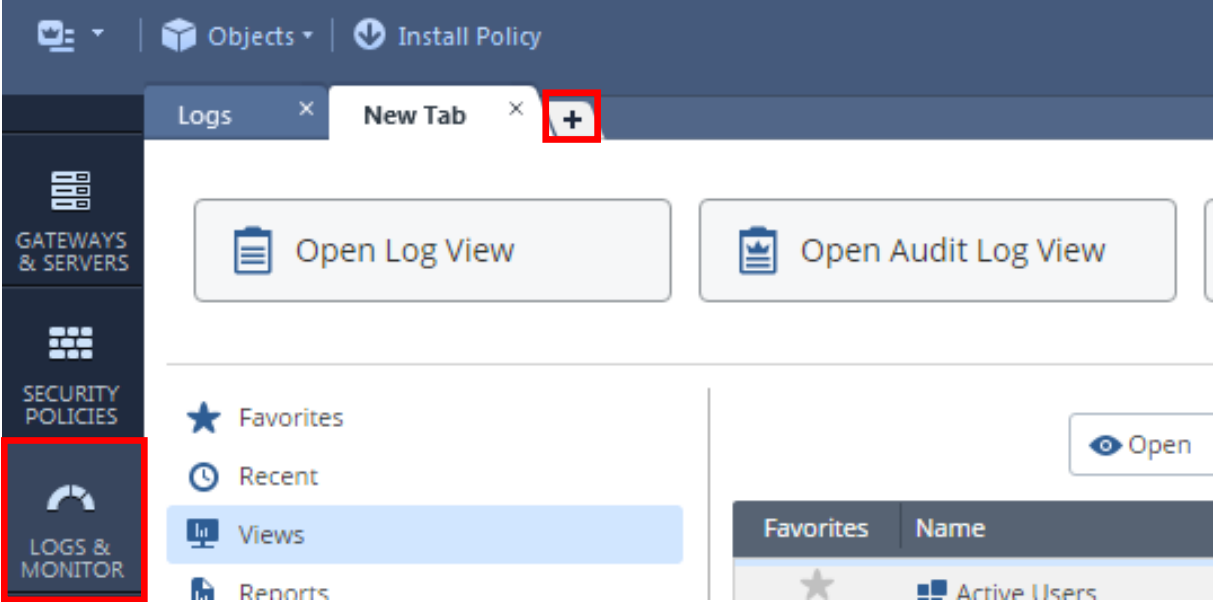 Objects
Install Policy
Logs
New Tab
GATEWAYS
& SERVERS
Open Log View
Open Audit Log View
SECURITY
POLICIES
Favorites
Recent
Open
Views
Favorites
Name
LOGS &
MONITOR
Reports
Active Users